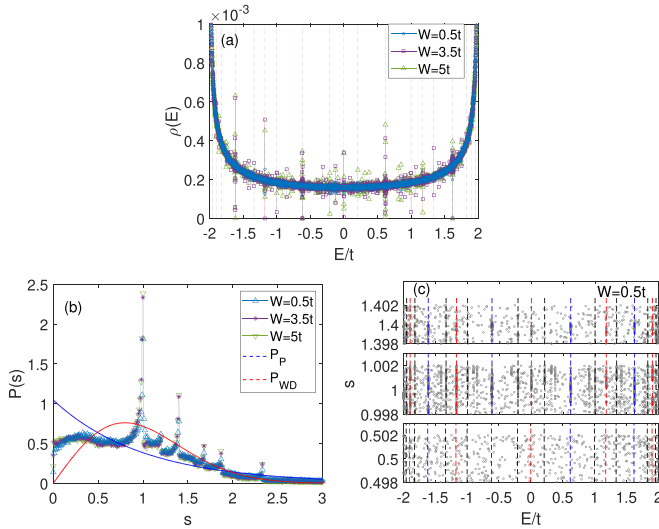 ×10⁻³
(a)
W=0.5t
W=3.5t
W=5t
ρ(E)
1
0.8
0.6
0.4
0.2
0
-2 -1.5 -1 -0.5 0 0.5 1 1.5 2
E/t
(b)
W=0.5t
W=3.5t
W=5t
P_P
P_WD
P(s)
2.5
2
1.5
1
0.5
0
0 0.5 1.0 1.5 2.0 2.5 3
s
(c)
W=0.5t
s
1.402
1.4
1.398
1.002
1
0.998
0.502
0.5
0.498
-2 -1.5 -1 -0.5 0 0.5 1 1.5 2
E/t